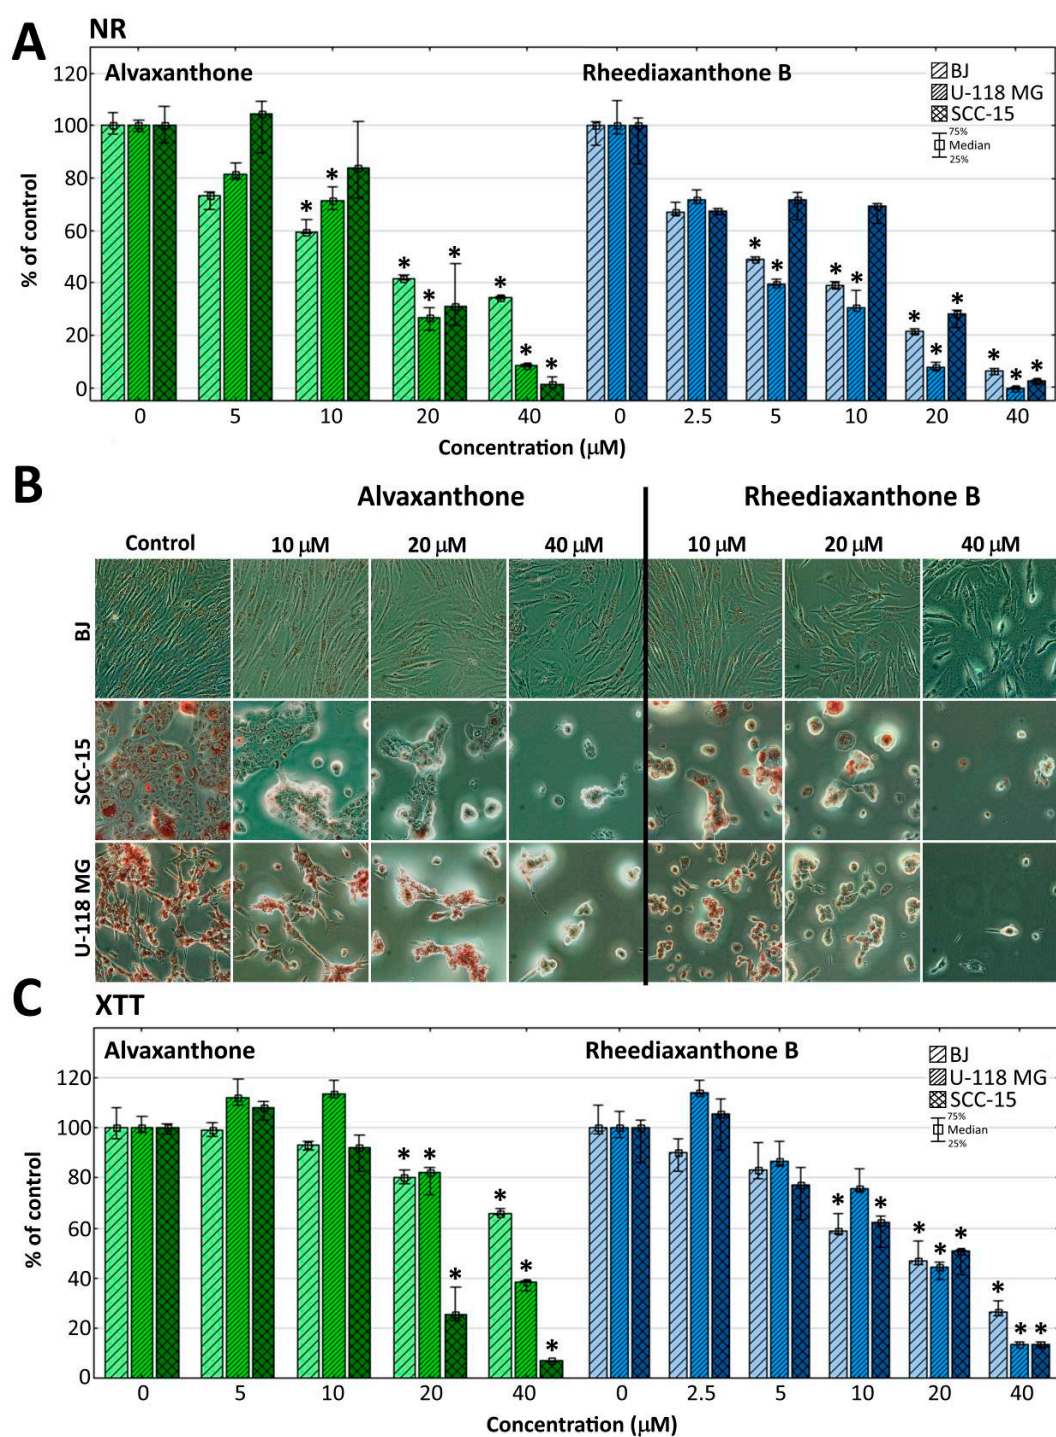 A NR
Alvaxanthone
Rheediaxanthone B
BJ
U-118 MG
SCC-15
75%
Median
25%
% of control
120
100
80
60
40
20
0
* * * * * * * *
* * * * * * * * * *
0 5 10 20 40 0 2.5 5 10 20 40
Concentration (µM)
B
Alvaxanthone Rheediaxanthone B
Control 10 µM 20 µM 40 µM 10 µM 20 µM 40 µM
BJ
SCC-15
U-118 MG
C XTT
Alvaxanthone
Rheediaxanthone B
BJ
U-118 MG
SCC-15
75%
Median
25%
% of control
120
100
80
60
40
20
0
* * * * * *
* * * * * * * *
0 5 10 20 40 0 2.5 5 10 20 40
Concentration (µM)